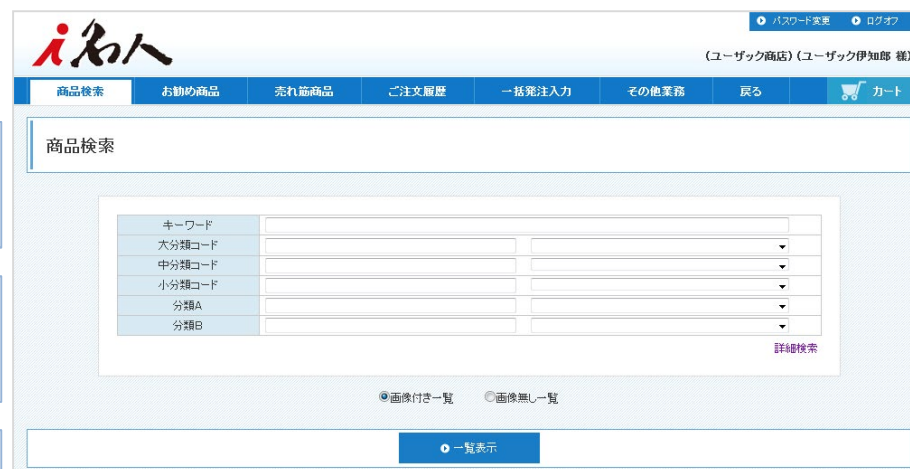 i名人
パスワード変更 ログオフ
(ユーザック商店) (ユーザック伊知郎 様)
商品検索 お勧め商品 売れ筋商品 ご注文履歴 一括発注入力 その他業務 戻る カート
商品検索
キーワード
大分類コード
中分類コード
小分類コード
分類A
分類B
詳細検索
画像付き一覧 画像無し一覧
一覧表示